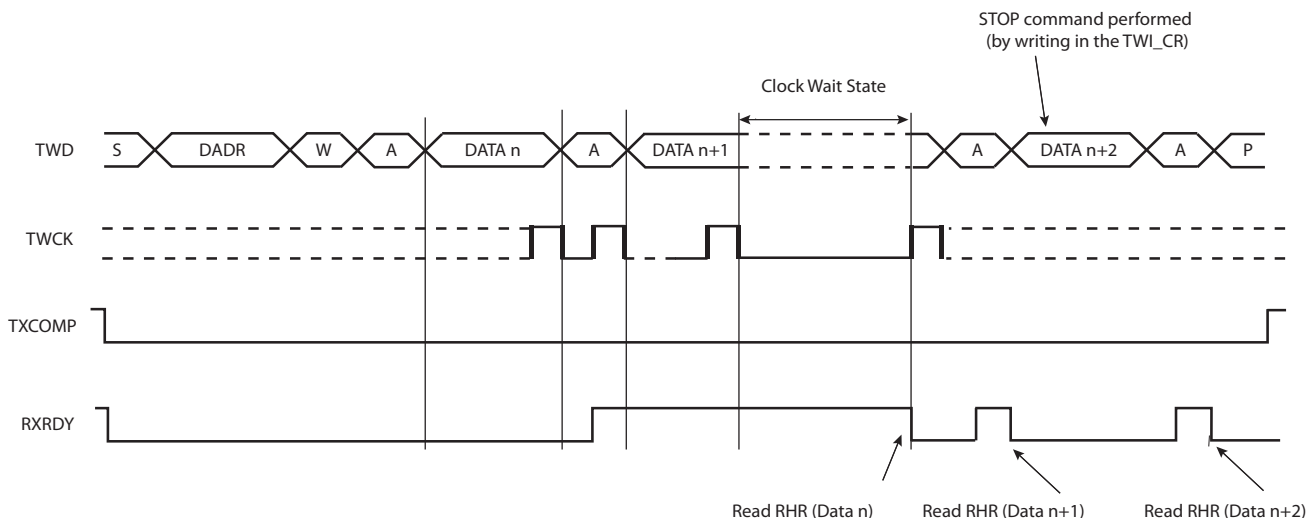 STOP command performed
(by writing in the TWI_CR)
Clock Wait State
TWD S DADR W A DATA n A DATA n+1 A DATA n+2 A P
TWCK
TXCOMP
RXRDY
Read RHR (Data n) Read RHR (Data n+1) Read RHR (Data n+2)